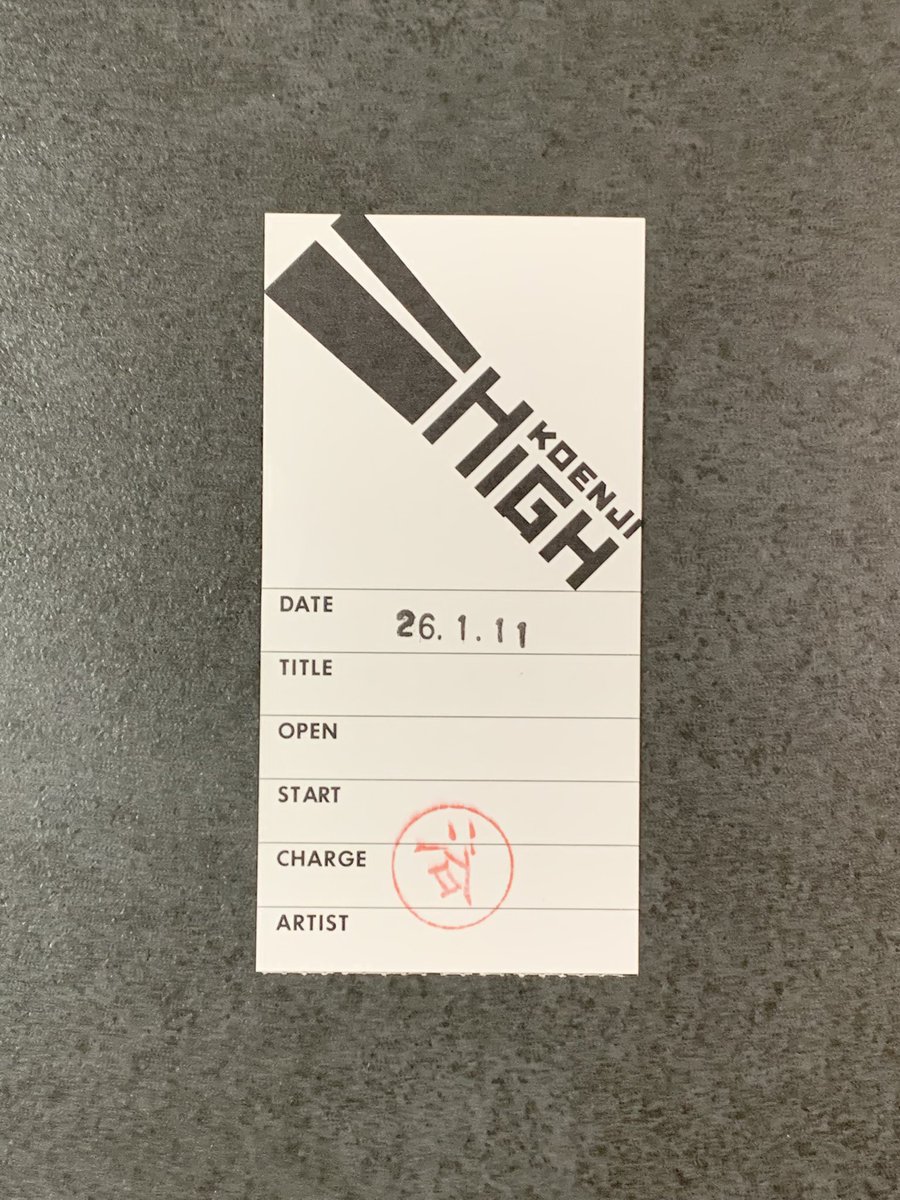 KOENJI
HiGH
DATE 26.1.11
TITLE
OPEN
START
CHARGE
ARTIST